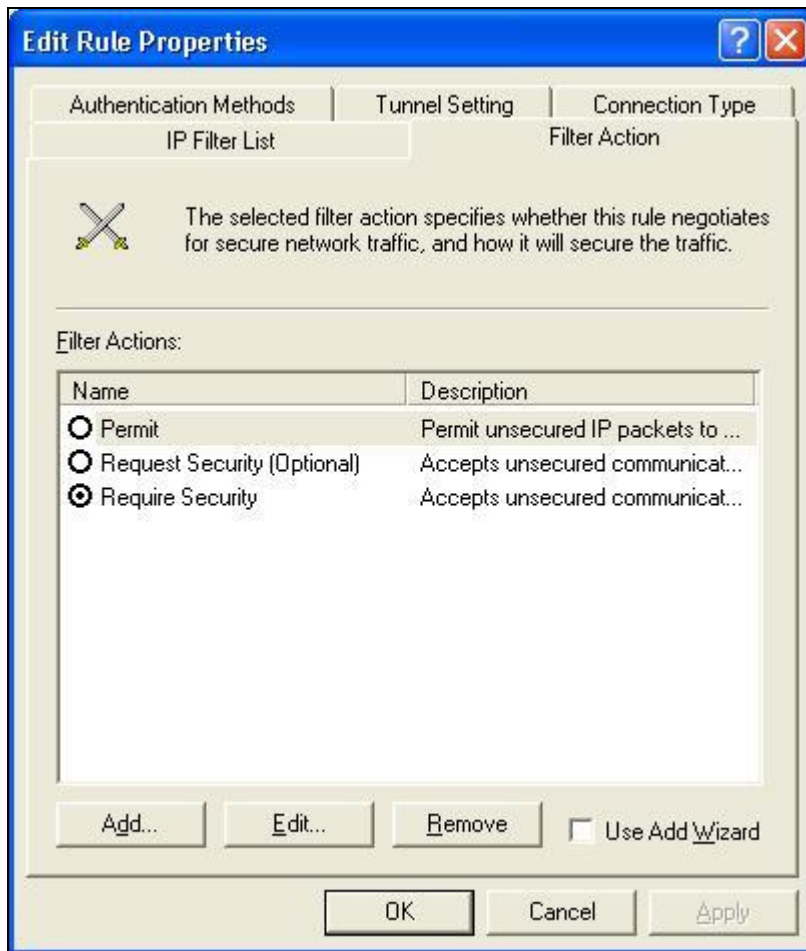 Edit Rule Properties
?
Authentication Methods Tunnel Setting Connection Type
IP Filter List Filter Action
The selected filter action specifies whether this rule negotiates
for secure network traffic, and how it will secure the traffic.
Filter Actions:
Name Description
Permit Permit unsecured IP packets to ...
Request Security (Optional) Accepts unsecured communicat...
Require Security Accepts unsecured communicat...
Add... Edit... Remove Use Add Wizard
OK Cancel Apply